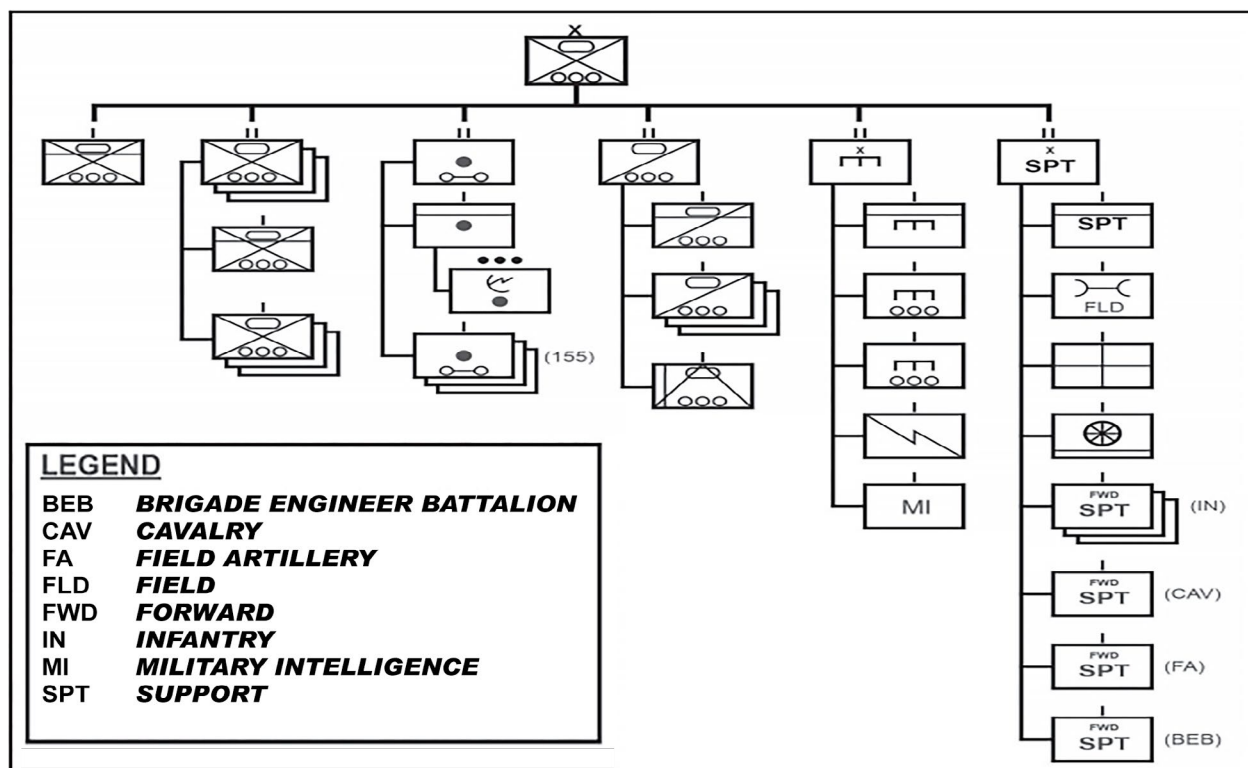 X
x
SPT
SPT
FLD
(155)
MI
FWD
SPT
(IN)
FWD
SPT
(CAV)
FWD
SPT
(FA)
FWD
SPT
(BEB)
LEGEND
BEB BRIGADE ENGINEER BATTALION
CAV CAVALRY
FA FIELD ARTILLERY
FLD FIELD
FWD FORWARD
IN INFANTRY
MI MILITARY INTELLIGENCE
SPT SUPPORT